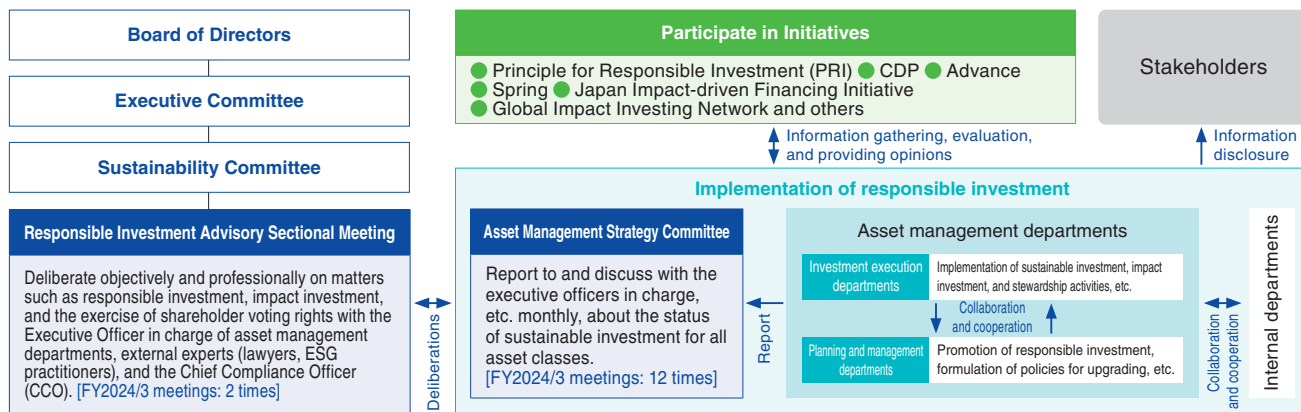 Board of Directors
Executive Committee
Sustainability Committee
Responsible Investment Advisory Sectional Meeting
Deliberate objectively and professionally on matters
such as responsible investment, impact investment,
and the exercise of shareholder voting rights with the
Executive Officer in charge of asset management
departments, external experts (lawyers, ESG
practitioners), and the Chief Compliance Officer
(CCO). [FY2024/3 meetings: 2 times]
Deliberations
Participate in Initiatives
Principle for Responsible Investment (PRI) CDP Advance
Spring Japan Impact-driven Financing Initiative
Global Impact Investing Network and others
Information gathering, evaluation,
and providing opinions
Stakeholders
Information
disclosure
Implementation of responsible investment
Asset Management Strategy Committee
Report to and discuss with the
executive officers in charge,
etc. monthly, about the status
of sustainable investment for all
asset classes.
[FY2024/3 meetings: 12 times]
Report
Asset management departments
Investment execution
departments
Implementation of sustainable investment, impact
investment, and stewardship activities, etc.
Collaboration
and cooperation
Planning and management
departments
Promotion of responsible investment,
formulation of policies for upgrading, etc.
Collaboration
and cooperation
Internal departments